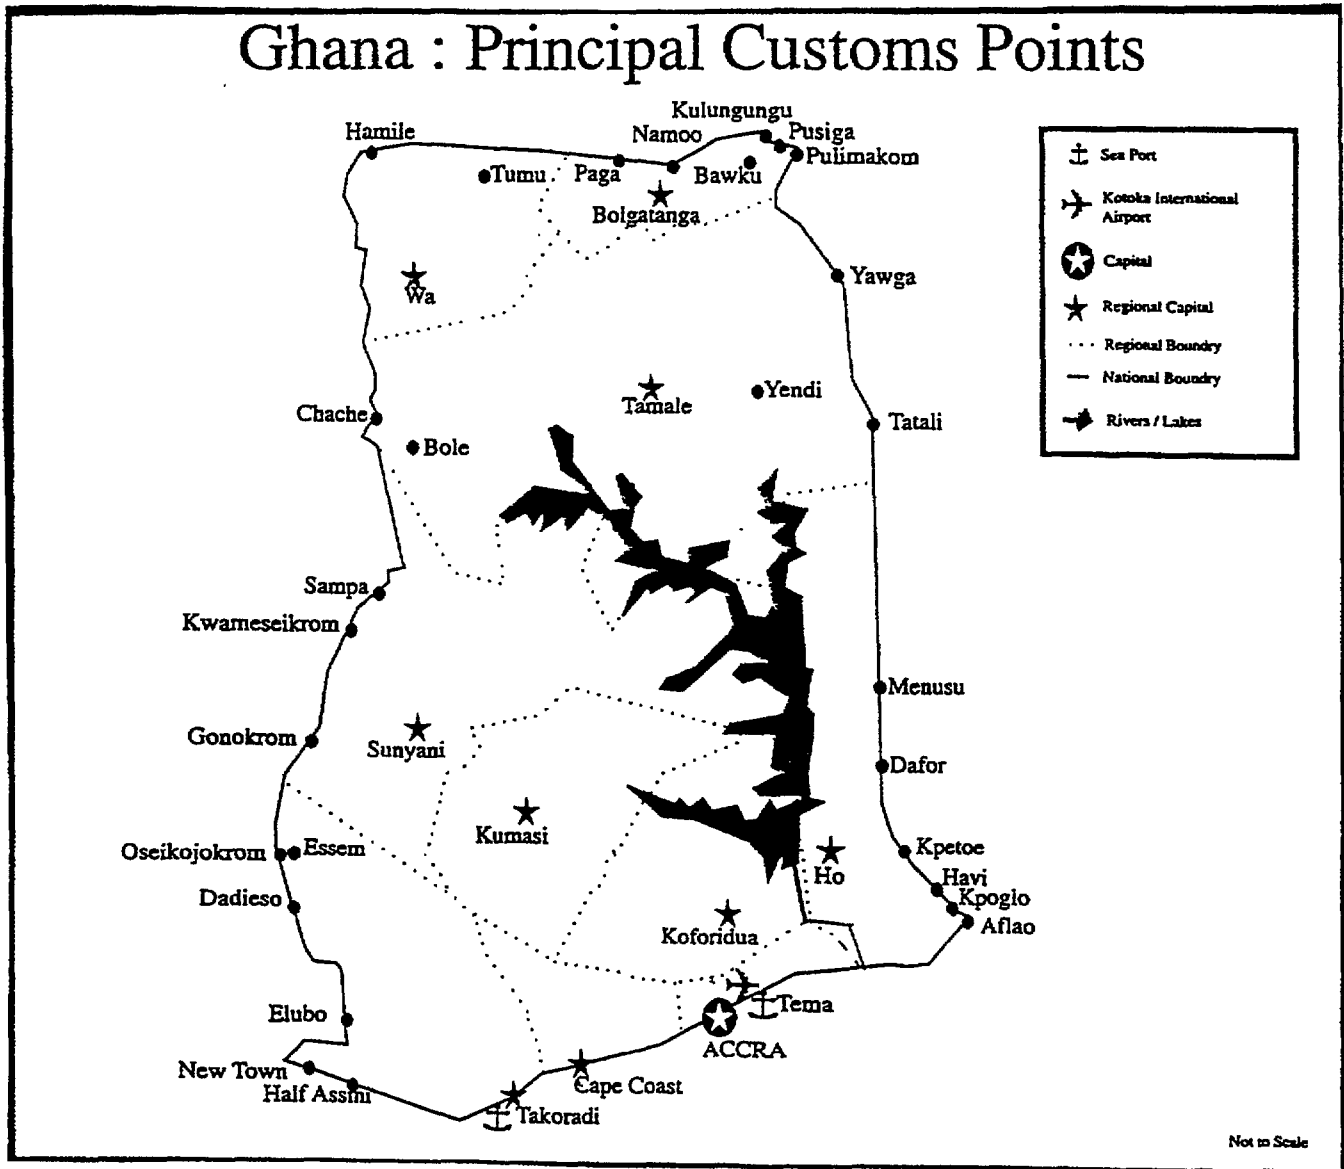 Ghana : Principal Customs Points
Kulungungu
Hamile
Namoo
Pusiga
Pulimakom
Tumu
Paga
Bawku
Bolgatanga
Wa
Yawga
Tamale
Yendi
Chache
Tatali
Bole
Sampa
Kwameseikrom
Menusu
Gonokrom
Sunyani
Dafor
Kumasi
Oseikojokrom
Essem
Kpetoe
Ho
Havi
Dadieso
Kpoglo
Aflao
Koforidua
Elubo
Tema
ACCRA
New Town
Half Assini
Cape Coast
Takoradi
Sea Port
Kotoka International
Airport
Capital
Regional Capital
Regional Boundry
National Boundry
Rivers / Lakes
Not to Scale